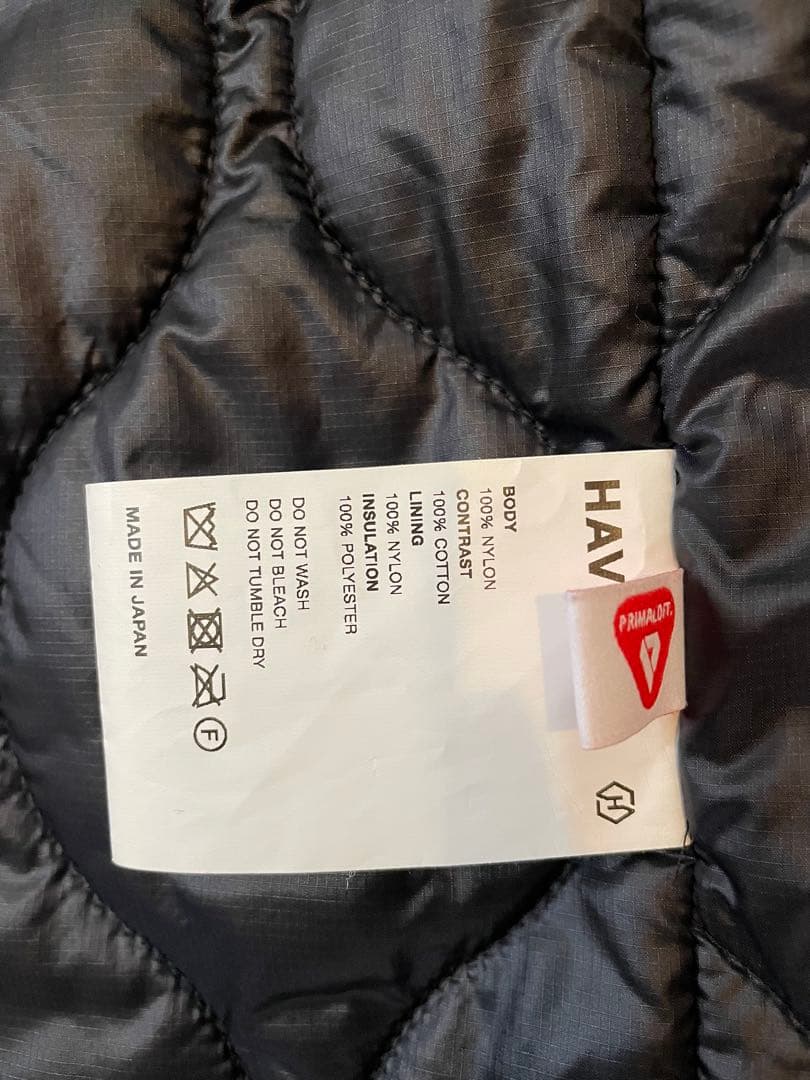 HAV
PRIMALOFT.
BODY
100% NYLON
CONTRAST
100% COTTON
LINING
100% NYLON
INSULATION
100% POLYESTER
DO NOT WASH
DO NOT BLEACH
DO NOT TUMBLE DRY
F
MADE IN JAPAN